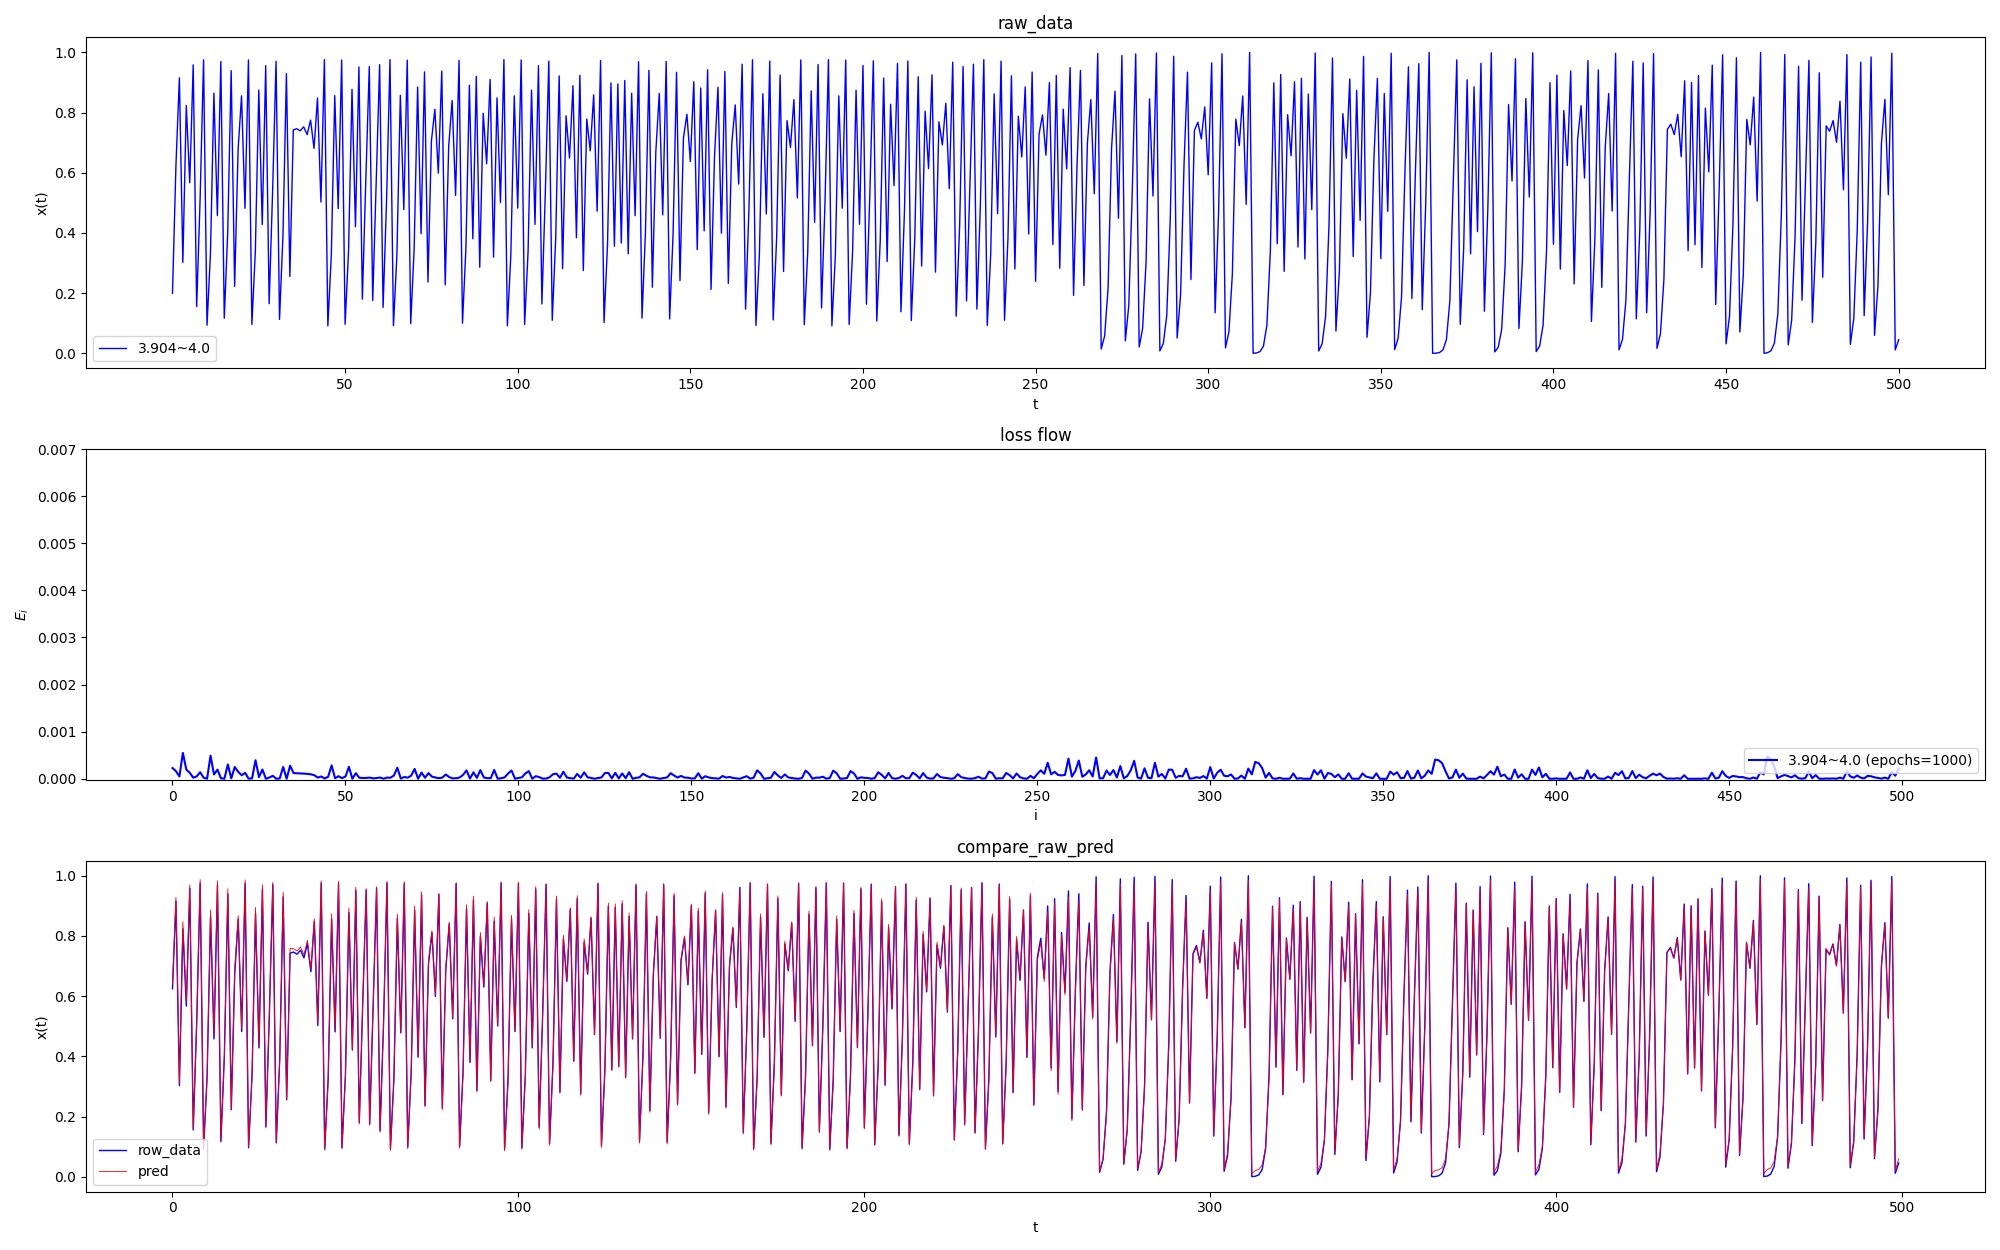 raw_data
1.0
0.8
0.6
0.4
0.2
0.0
x(t)
3.904~4.0
50 100 150 200 250 300 350 400 450 500
t
loss flow
0.007
0.006
0.005
0.004
0.003
0.002
0.001
0.000
E_i
3.904~4.0 (epochs=1000)
0 50 100 150 200 250 300 350 400 450 500
i
compare_raw_pred
1.0
0.8
0.6
0.4
0.2
0.0
x(t)
row_data
pred
0 100 200 300 400 500
t